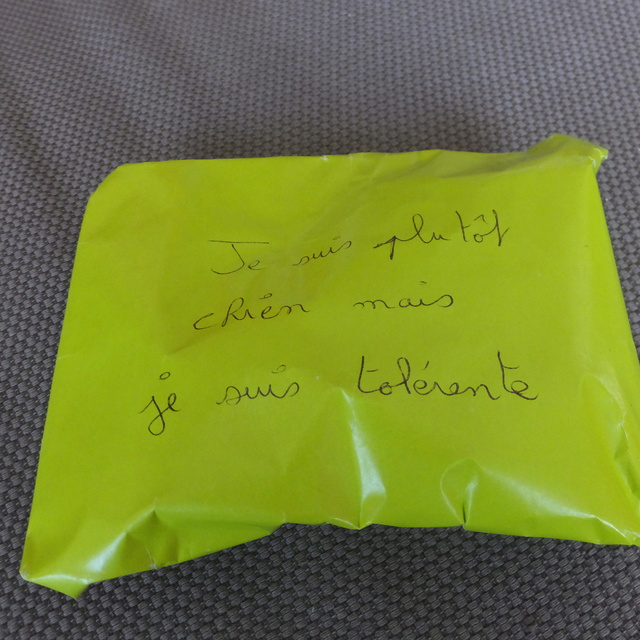 Je suis plutôt
chien mais
je suis tolérente